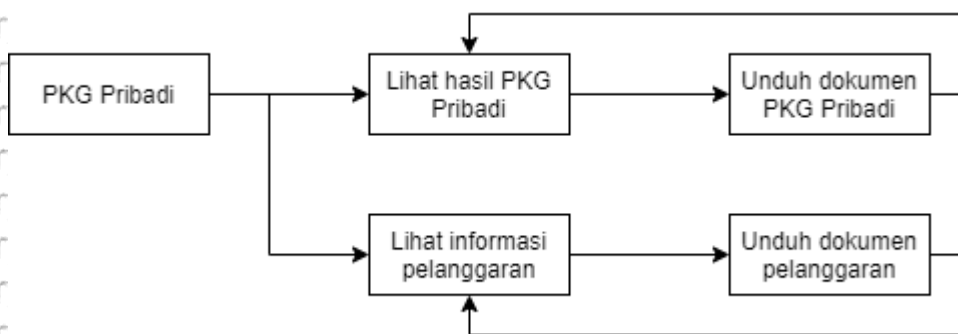 PKG Pribadi
Lihat hasil PKG
Pribadi
Unduh dokumen
PKG Pribadi
Lihat informasi
pelanggaran
Unduh dokumen
pelanggaran